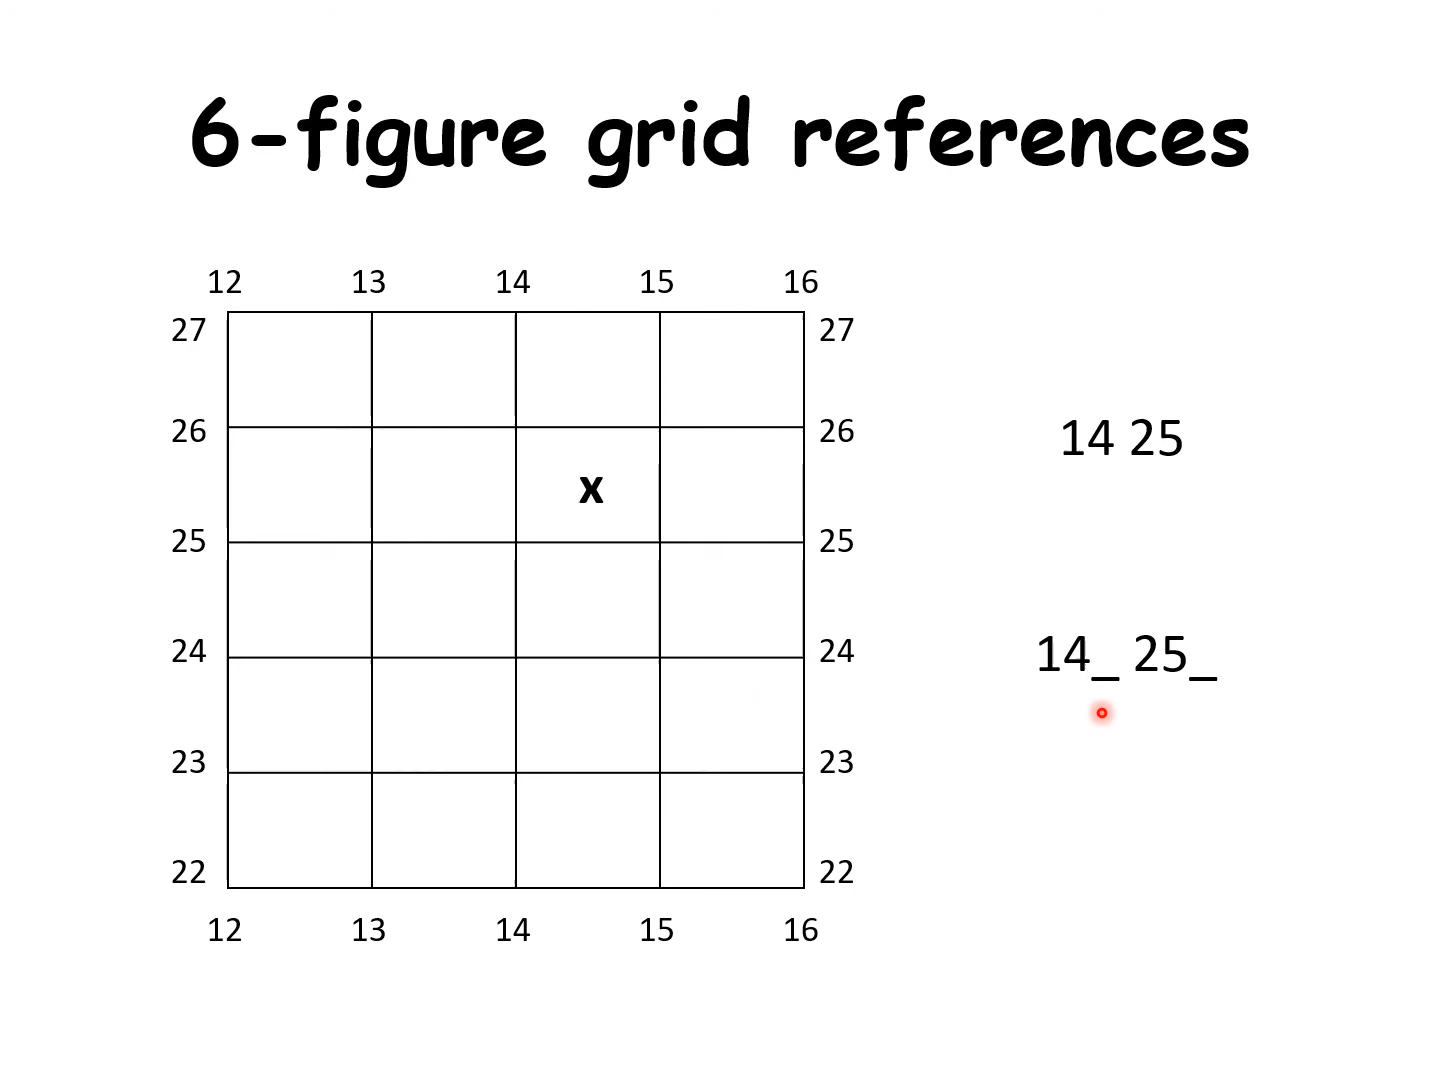 6-figure grid references
12 13 14 15 16
27 27
26 26
14 25
x
25 25
24 24
14_ 25_
23 23
22 22
12 13 14 15 16